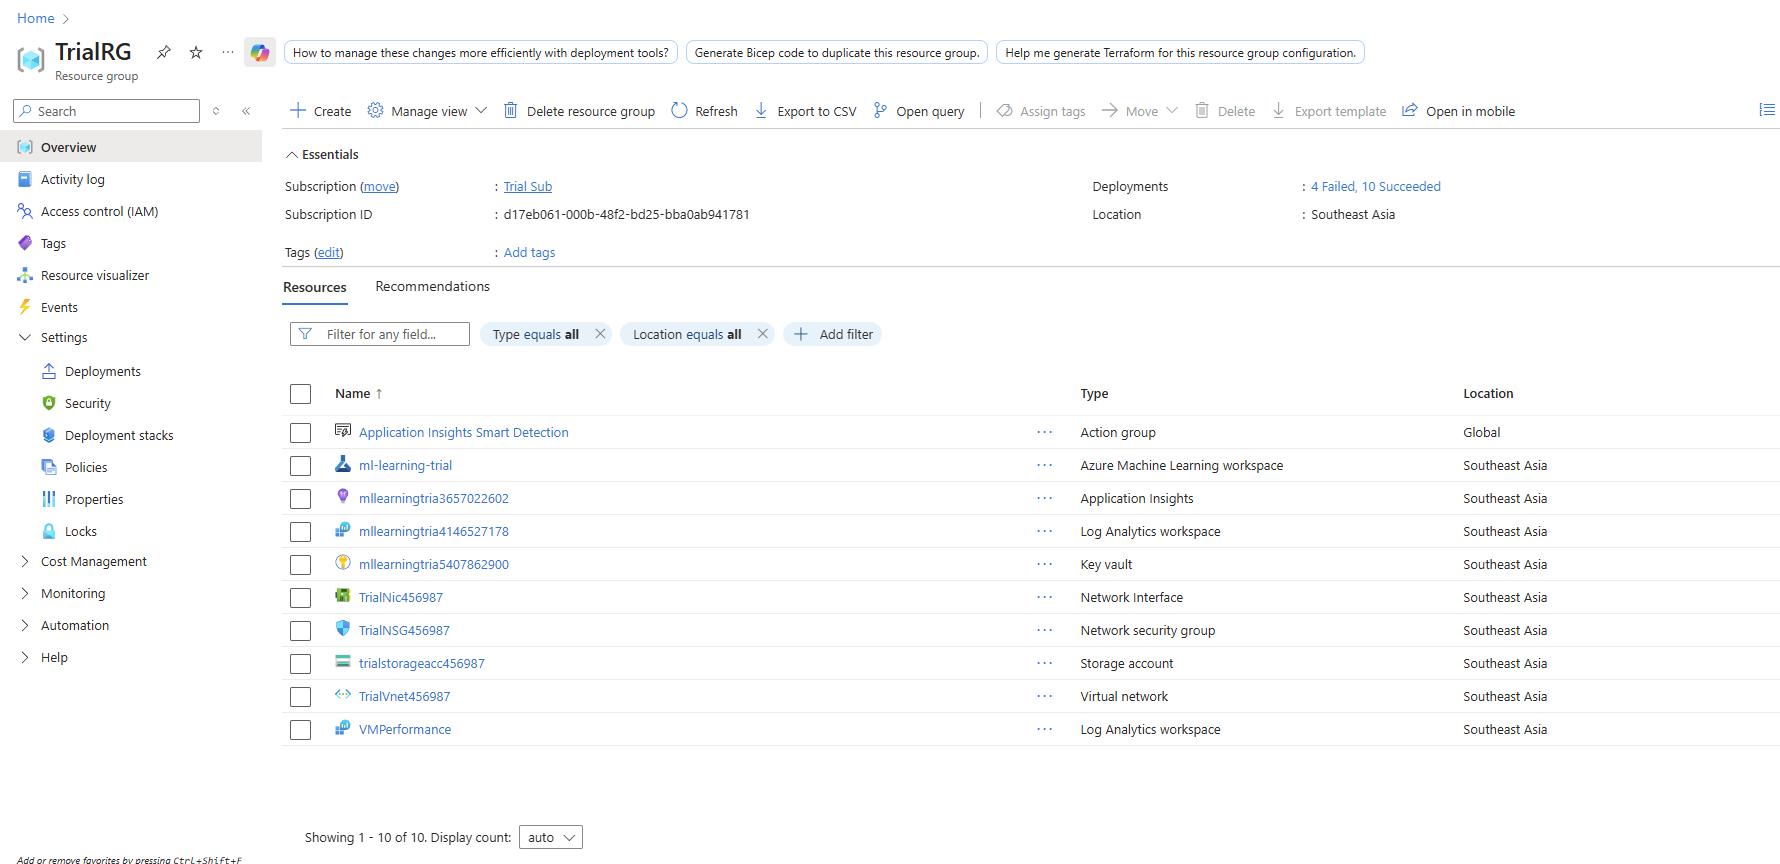 Home
TrialRG
Resource group
How to manage these changes more efficiently with deployment tools?
Generate Bicep code to duplicate this resource group.
Help me generate Terraform for this resource group configuration.
Search
Overview
Activity log
Access control (IAM)
Tags
Resource visualizer
Events
Settings
Deployments
Security
Deployment stacks
Policies
Properties
Locks
Cost Management
Monitoring
Automation
Help
Add or remove favorites by pressing Ctrl+Shift+F
Create Manage view Delete resource group Refresh Export to CSV Open query Assign tags Move Delete Export template Open in mobile
Essentials
Subscription (move) : Trial Sub
Subscription ID : d17eb061-000b-48f2-bd25-bba0ab941781
Tags (edit) : Add tags
Deployments : 4 Failed, 10 Succeeded
Location : Southeast Asia
Resources Recommendations
Filter for any field... Type equals all Location equals all Add filter
Name ↑ Type Location
Application Insights Smart Detection ··· Action group Global
ml-learning-trial ··· Azure Machine Learning workspace Southeast Asia
mllearningtria3657022602 ··· Application Insights Southeast Asia
mllearningtria4146527178 ··· Log Analytics workspace Southeast Asia
mllearningtria5407862900 ··· Key vault Southeast Asia
TrialNic456987 ··· Network Interface Southeast Asia
TrialNSG456987 ··· Network security group Southeast Asia
trialstorageacc456987 ··· Storage account Southeast Asia
TrialVnet456987 ··· Virtual network Southeast Asia
VMPerformance ··· Log Analytics workspace Southeast Asia
Showing 1 - 10 of 10. Display count: auto